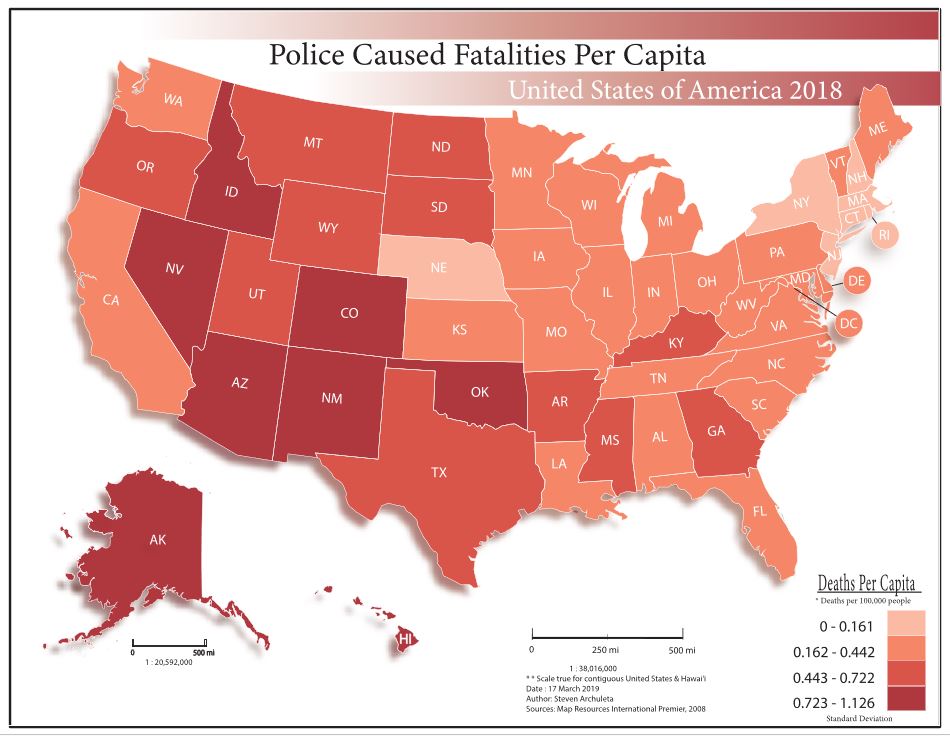 Police Caused Fatalities Per Capita
United States of America 2018
WA
MT
ND
MN
ME
VT
NH
OR
ID
SD
WI
MI
NY
MA
CT
RI
WY
NE
IA
PA
NJ
NV
UT
CO
IL
IN
OH
MD
DE
CA
KS
MO
WV
VA
DC
KY
AZ
NM
OK
AR
TN
NC
SC
TX
LA
MS
AL
GA
FL
AK
HI
0 500 mi
1 : 20,592,000
0 250 mi 500 mi
1 : 38,016,000
* * Scale true for contiguous United States & Hawai'i
Date : 17 March 2019
Author: Steven Archuleta
Sources: Map Resources International Premier, 2008
Deaths Per Capita
* Deaths per 100,000 people
0 - 0.161
0.162 - 0.442
0.443 - 0.722
0.723 - 1.126
Standard Deviation